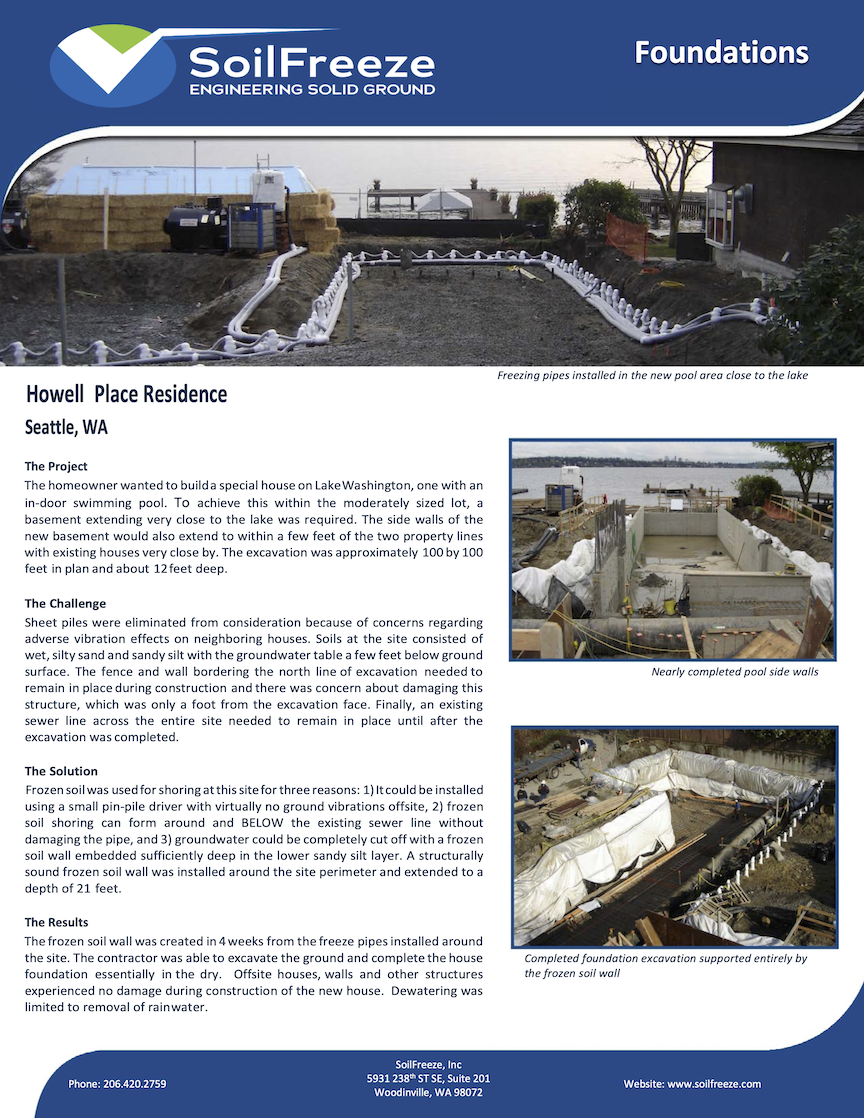 SoilFreeze
ENGINEERING SOLID GROUND
Foundations
Freezing pipes installed in the new pool area close to the lake
Howell Place Residence
Seattle, WA
The Project
The homeowner wanted to build a special house on Lake Washington, one with an
in-door swimming pool. To achieve this within the moderately sized lot, a
basement extending very close to the lake was required. The side walls of the
new basement would also extend to within a few feet of the two property lines
with existing houses very close by. The excavation was approximately 100 by 100
feet in plan and about 12 feet deep.
The Challenge
Sheet piles were eliminated from consideration because of concerns regarding
adverse vibration effects on neighboring houses. Soils at the site consisted of
wet, silty sand and sandy silt with the groundwater table a few feet below ground
surface. The fence and wall bordering the north line of excavation needed to
remain in place during construction and there was concern about damaging this
structure, which was only a foot from the excavation face. Finally, an existing
sewer line across the entire site needed to remain in place until after the
excavation was completed.
The Solution
Frozen soil was used for shoring at this site for three reasons: 1) It could be installed
using a small pin-pile driver with virtually no ground vibrations offsite, 2) frozen
soil shoring can form around and BELOW the existing sewer line without
damaging the pipe, and 3) groundwater could be completely cut off with a frozen
soil wall embedded sufficiently deep in the lower sandy silt layer. A structurally
sound frozen soil wall was installed around the site perimeter and extended to a
depth of 21 feet.
The Results
The frozen soil wall was created in 4 weeks from the freeze pipes installed around
the site. The contractor was able to excavate the ground and complete the house
foundation essentially in the dry. Offsite houses, walls and other structures
experienced no damage during construction of the new house. Dewatering was
limited to removal of rainwater.
Nearly completed pool side walls
Completed foundation excavation supported entirely by
the frozen soil wall
Phone: 206.420.2759
SoilFreeze, Inc
5931 238th ST SE, Suite 201
Woodinville, WA 98072
Website: www.soilfreeze.com